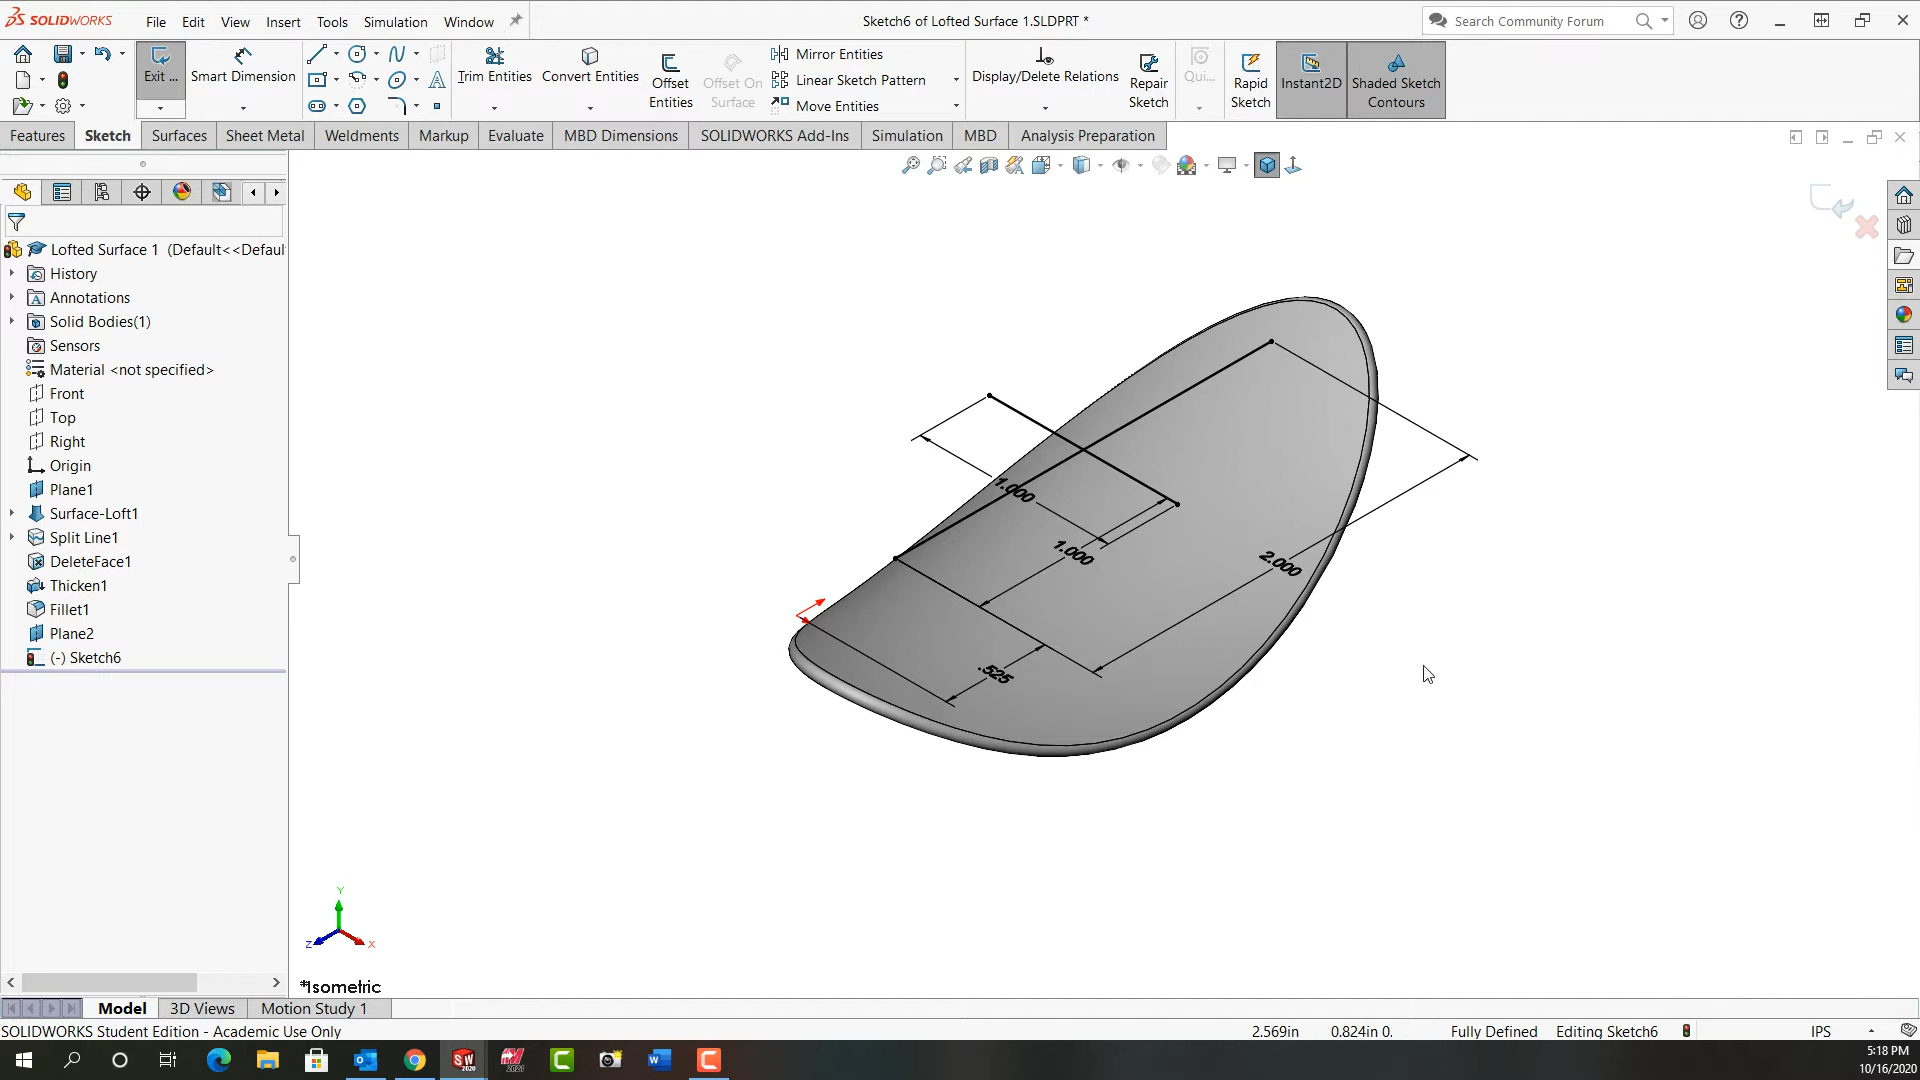 SOLIDWORKS
File Edit View Insert Tools Simulation Window
Sketch6 of Lofted Surface 1.SLDPRT *
Search Community Forum
Exit ...
Smart Dimension
Trim Entities
Convert Entities
Offset Entities
Offset On Surface
Mirror Entities
Linear Sketch Pattern
Move Entities
Display/Delete Relations
Repair Sketch
Qui...
Rapid Sketch
Instant2D
Shaded Sketch Contours
Features Sketch Surfaces Sheet Metal Weldments Markup Evaluate MBD Dimensions SOLIDWORKS Add-Ins Simulation MBD Analysis Preparation
Lofted Surface 1 (Default<<Defaul
History
Annotations
Solid Bodies(1)
Sensors
Material <not specified>
Front
Top
Right
Origin
Plane1
Surface-Loft1
Split Line1
DeleteFace1
Thicken1
Fillet1
Plane2
(-) Sketch6
1.000
1.000
2.000
.525
Y
Z X
*Isometric
Model 3D Views Motion Study 1
SOLIDWORKS Student Edition - Academic Use Only
2.569in 0.824in 0. Fully Defined Editing Sketch6 IPS
5:18 PM
10/16/2020